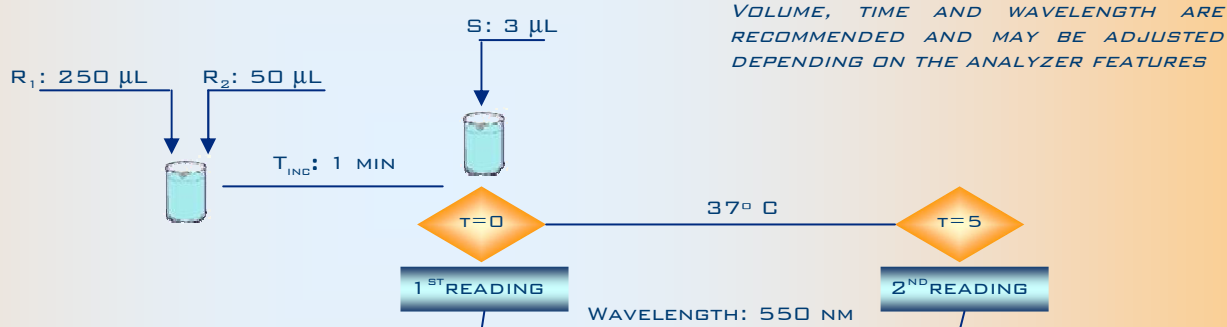 VOLUME, TIME AND WAVELENGTH ARE
RECOMMENDED AND MAY BE ADJUSTED
DEPENDING ON THE ANALYZER FEATURES
S: 3 µL
R₁: 250 µL
R₂: 50 µL
TINC: 1 MIN
37º C
T=0
T=5
1ST READING
2ND READING
WAVELENGTH: 550 NM